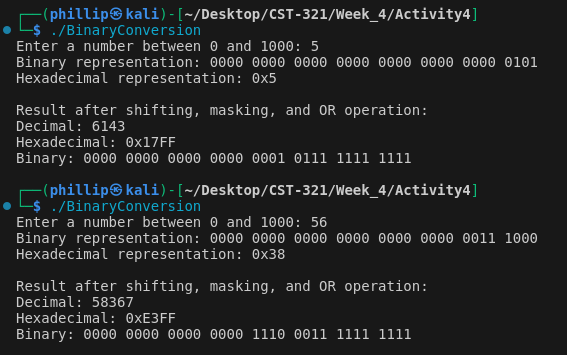 ┌──(phillip㉿kali)-[~/Desktop/CST-321/Week_4/Activity4]
└─$ ./BinaryConversion
Enter a number between 0 and 1000: 5
Binary representation: 0000 0000 0000 0000 0000 0000 0000 0101
Hexadecimal representation: 0x5

Result after shifting, masking, and OR operation:
Decimal: 6143
Hexadecimal: 0x17FF
Binary: 0000 0000 0000 0000 0001 0111 1111 1111

┌──(phillip㉿kali)-[~/Desktop/CST-321/Week_4/Activity4]
└─$ ./BinaryConversion
Enter a number between 0 and 1000: 56
Binary representation: 0000 0000 0000 0000 0000 0000 0011 1000
Hexadecimal representation: 0x38

Result after shifting, masking, and OR operation:
Decimal: 58367
Hexadecimal: 0xE3FF
Binary: 0000 0000 0000 0000 1110 0011 1111 1111